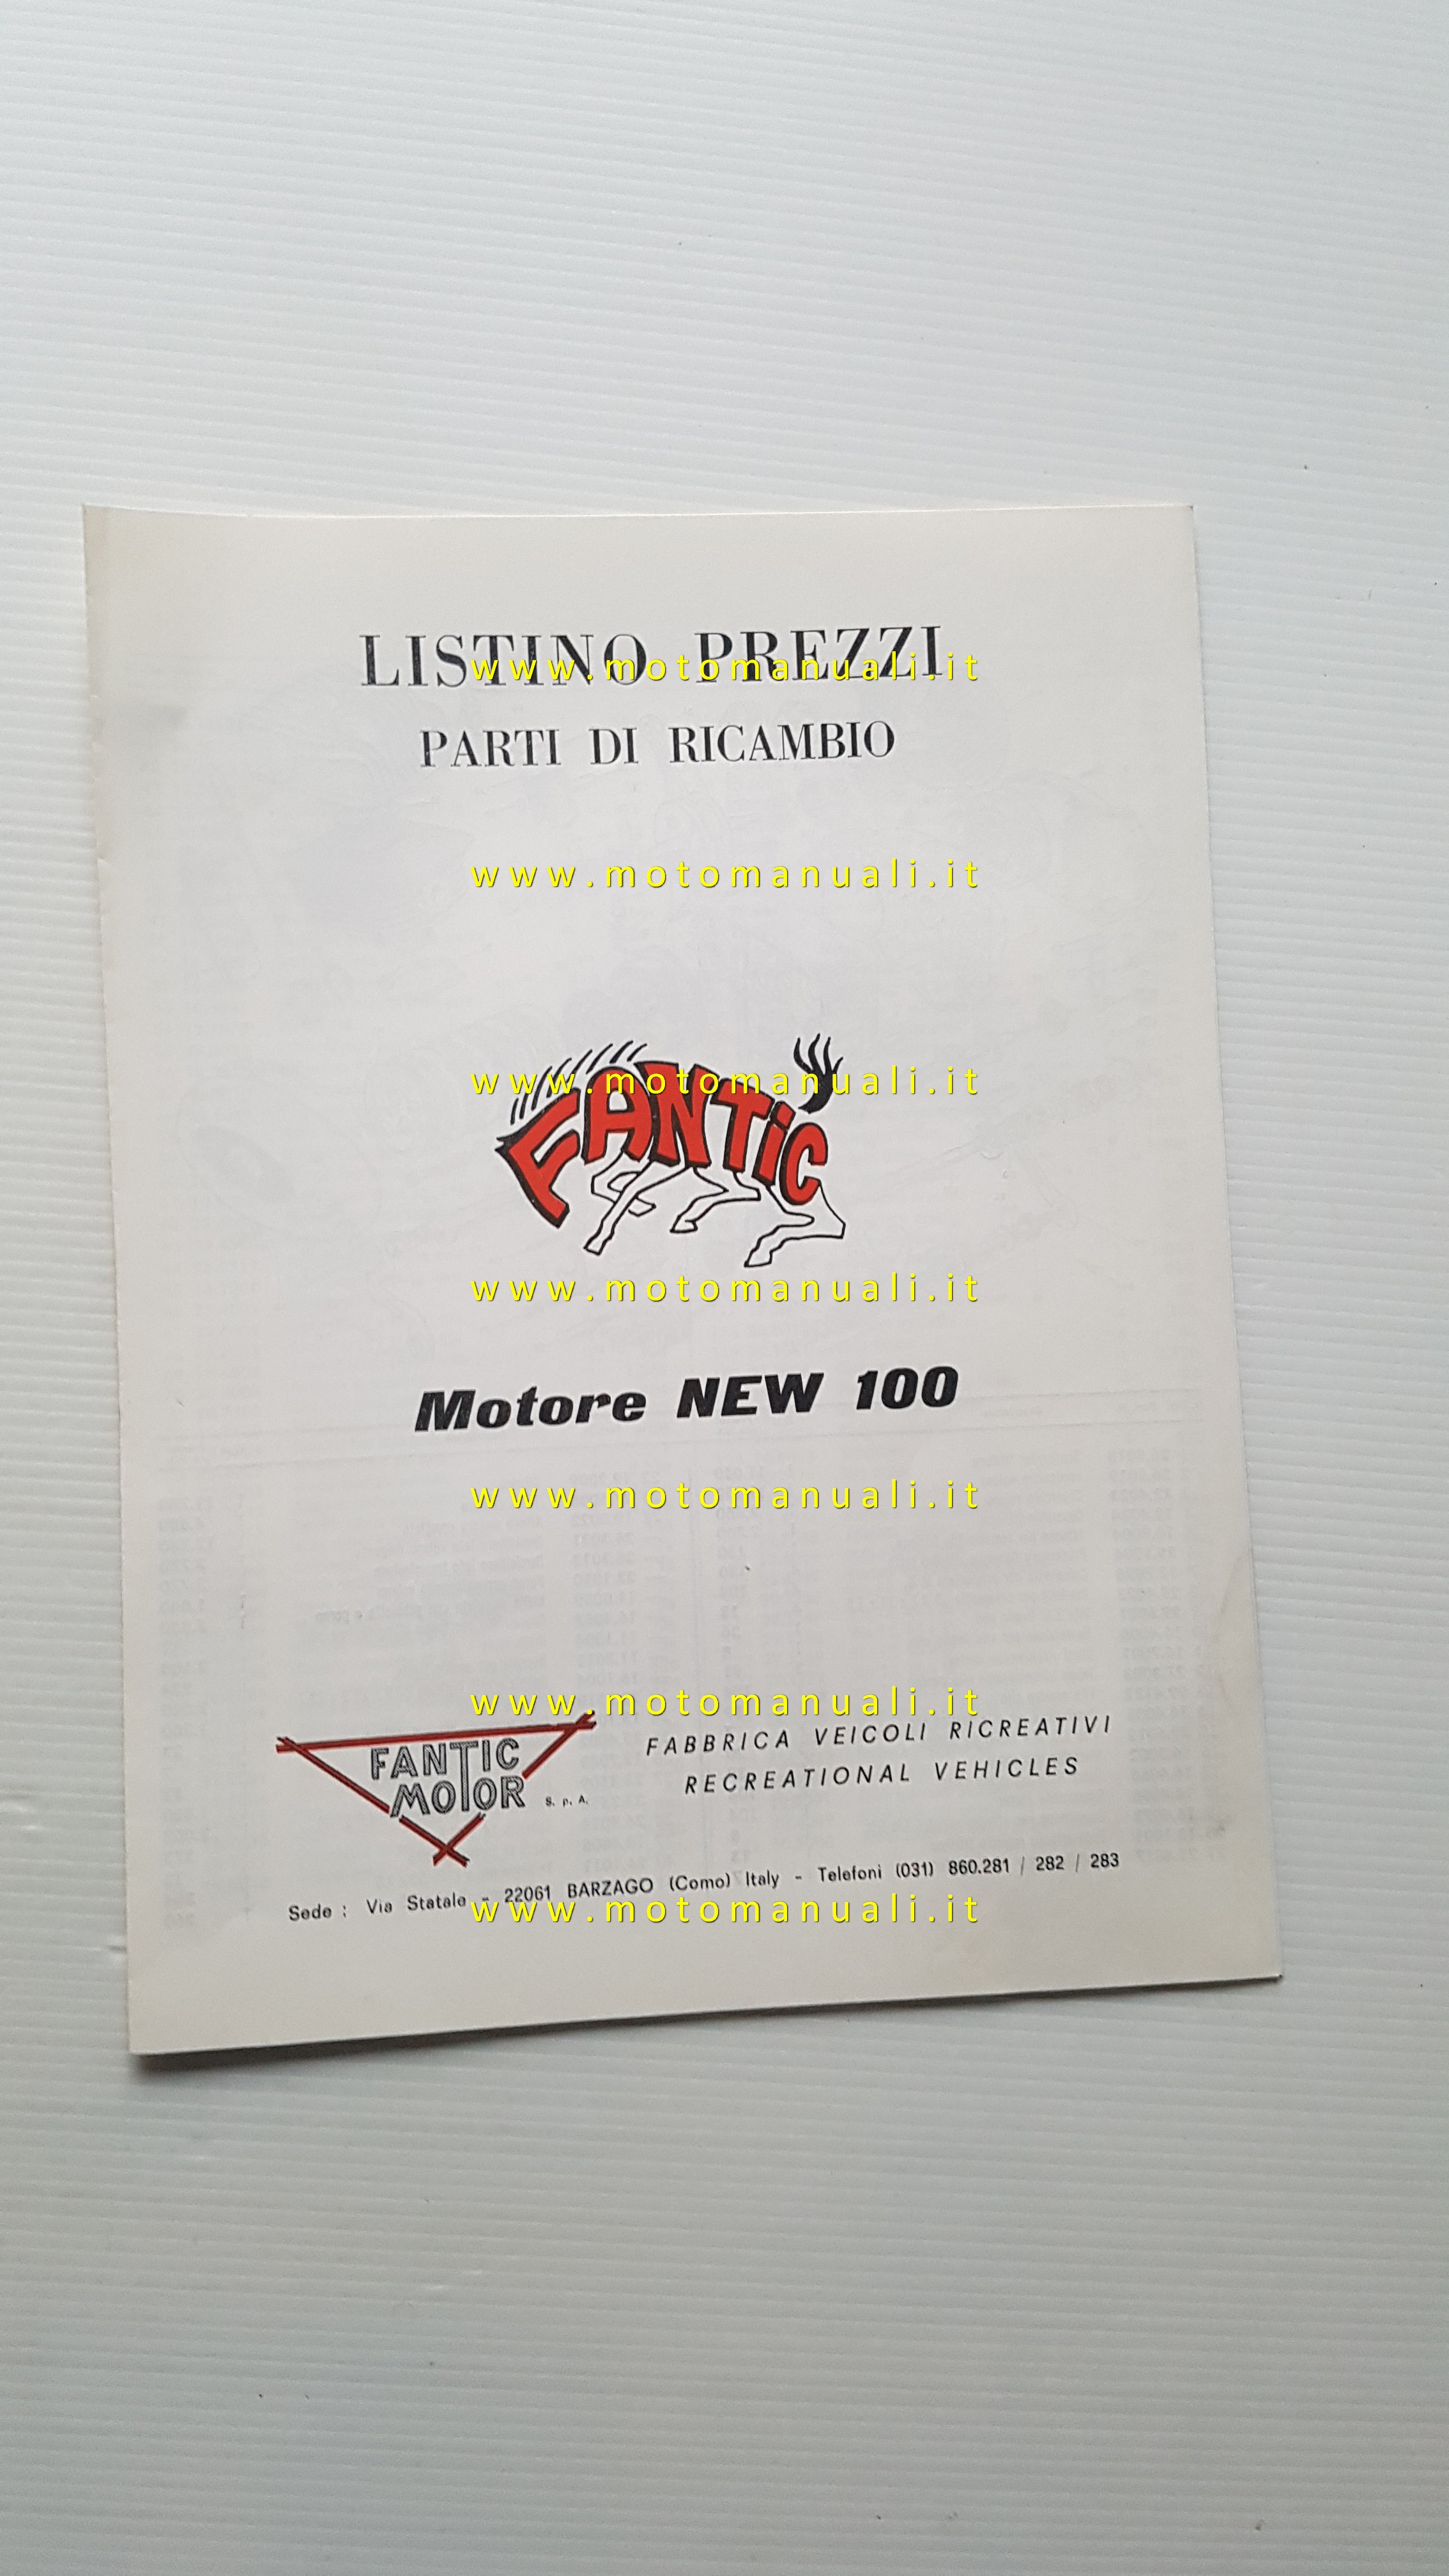 LISTINO PREZZI
www.motomanuali.it
PARTI DI RICAMBIO
www.motomanuali.it
www.motomanuali.it
FANTIC
www.motomanuali.it
Motore NEW 100
www.motomanuali.it
www.motomanuali.it
FANTIC
MOTOR S. p. A.
FABBRICA VEICOLI RICREATIVI
RECREATIONAL VEHICLES
Sede : Via Statale - 22061 BARZAGO (Como) Italy - Telefoni (031) 860.281 / 282 / 283
www.motomanuali.it